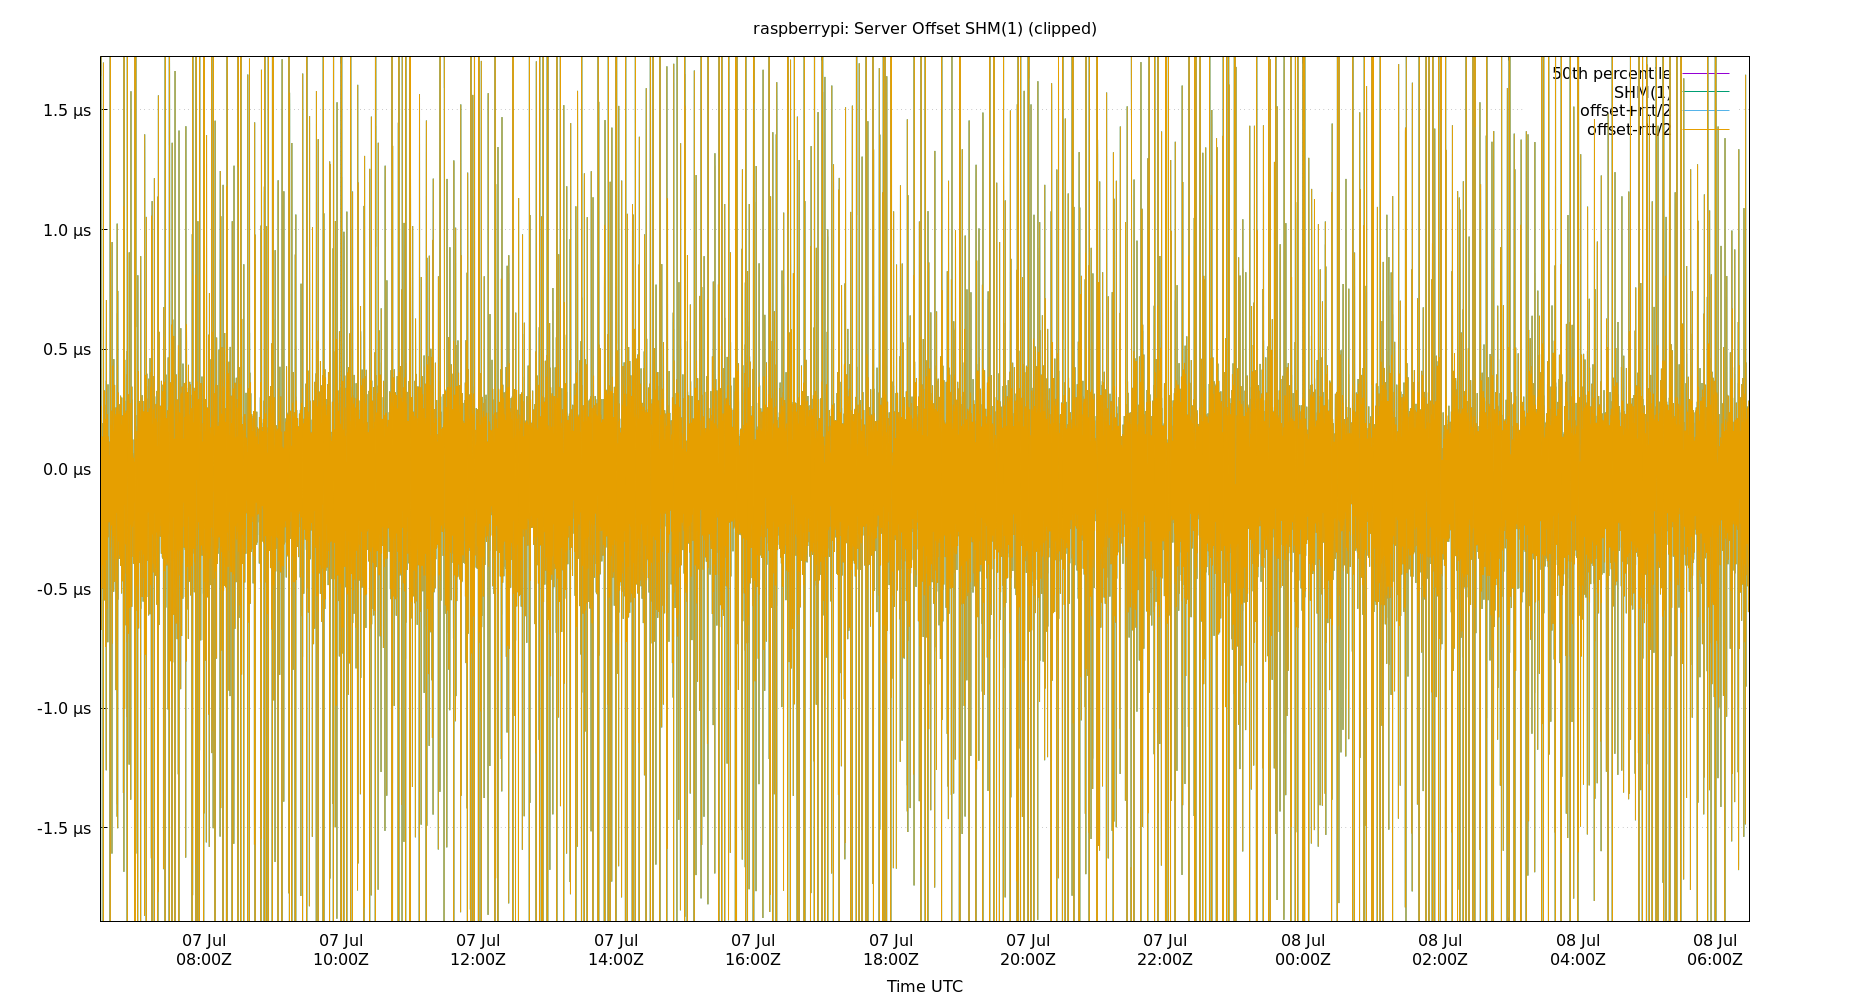 raspberrypi: Server Offset SHM(1) (clipped)
50th percentile
SHM(1)
offset+rtt/2
offset-rtt/2
1.5 µs
1.0 µs
0.5 µs
0.0 µs
-0.5 µs
-1.0 µs
-1.5 µs
07 Jul 07 Jul 07 Jul 07 Jul 07 Jul 07 Jul 07 Jul 07 Jul 08 Jul 08 Jul 08 Jul 08 Jul
08:00Z 10:00Z 12:00Z 14:00Z 16:00Z 18:00Z 20:00Z 22:00Z 00:00Z 02:00Z 04:00Z 06:00Z
Time UTC